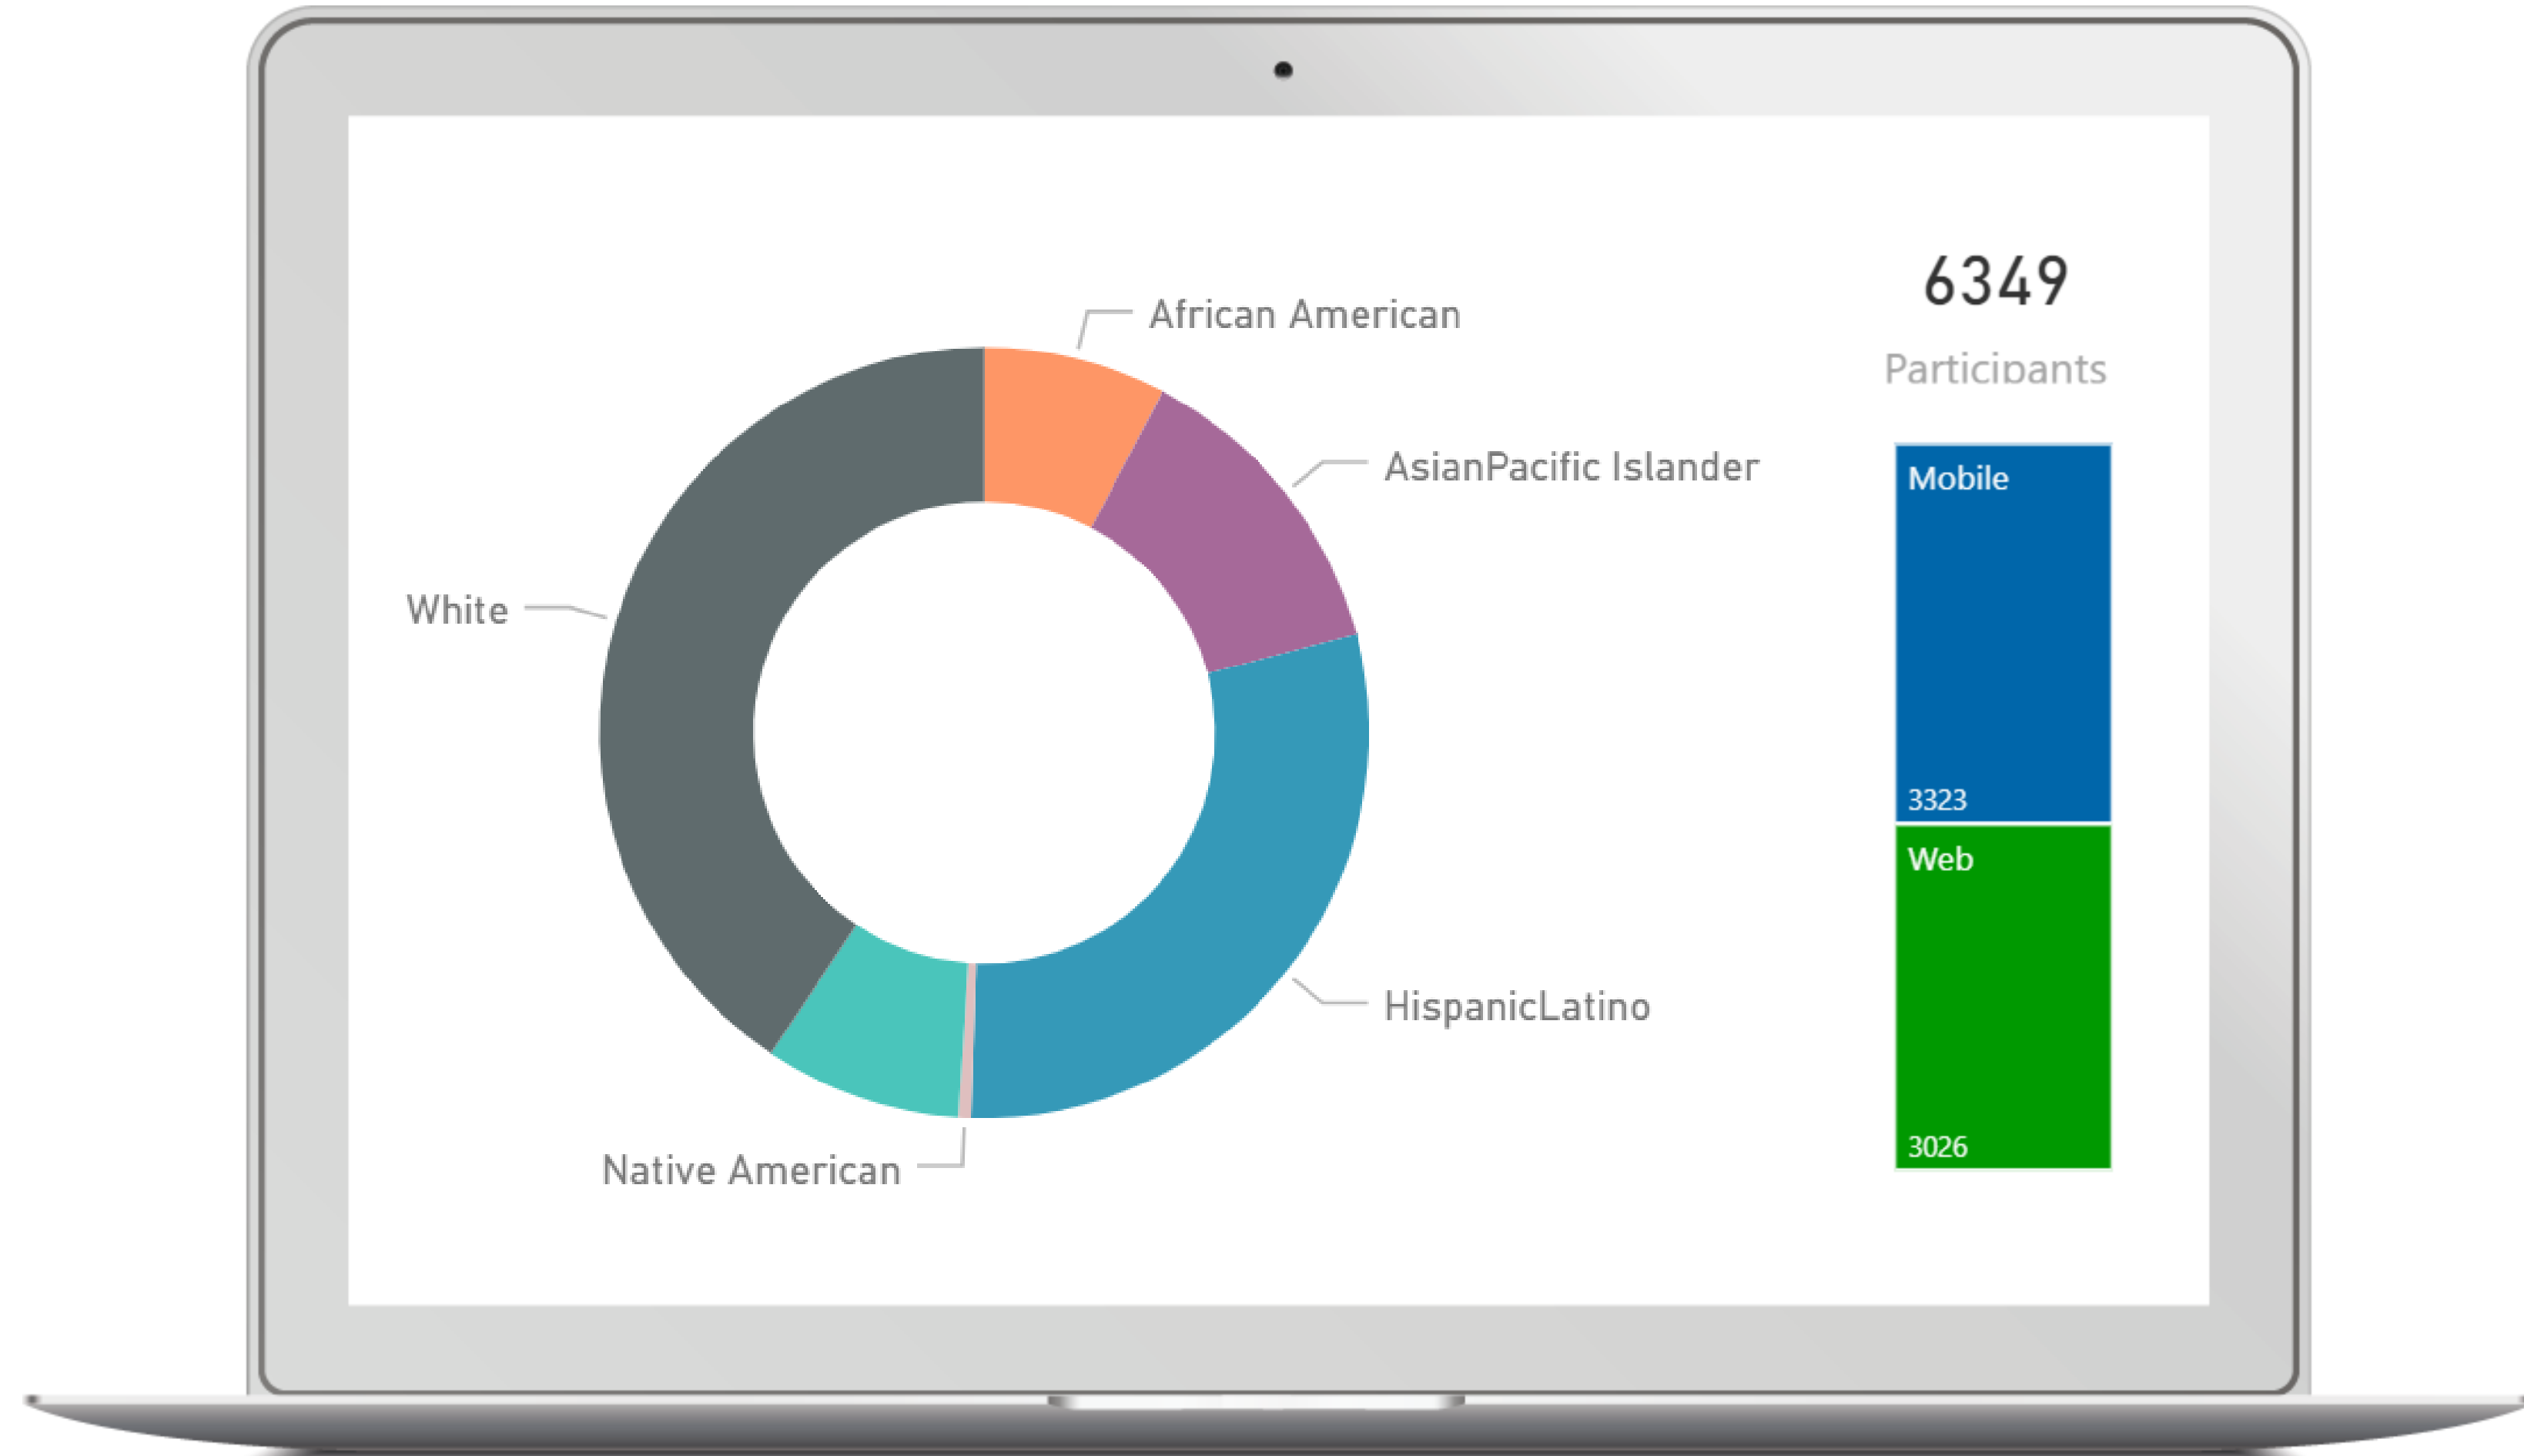 6349
Participants
African American
AsianPacific Islander
White
HispanicLatino
Native American
Mobile
3323
Web
3026